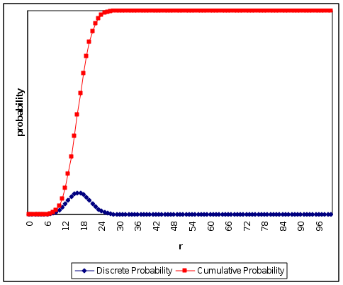 probability
0 6 12 18 24 30 36 42 48 54 60 66 72 78 84 90 96
r
Discrete Probability Cumulative Probability